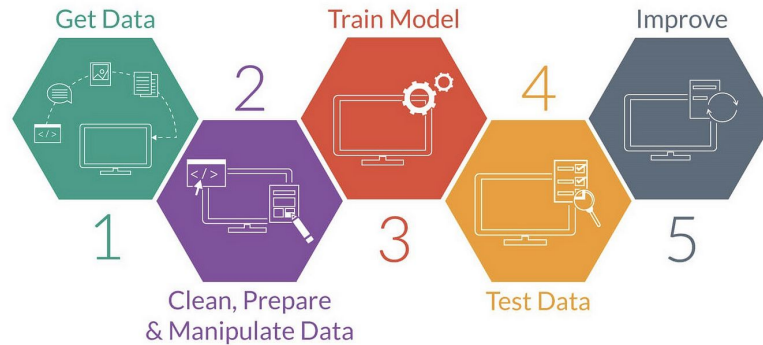 Get Data
</>
1
2
</>
Clean, Prepare
& Manipulate Data
Train Model
3
4
Test Data
Improve
5